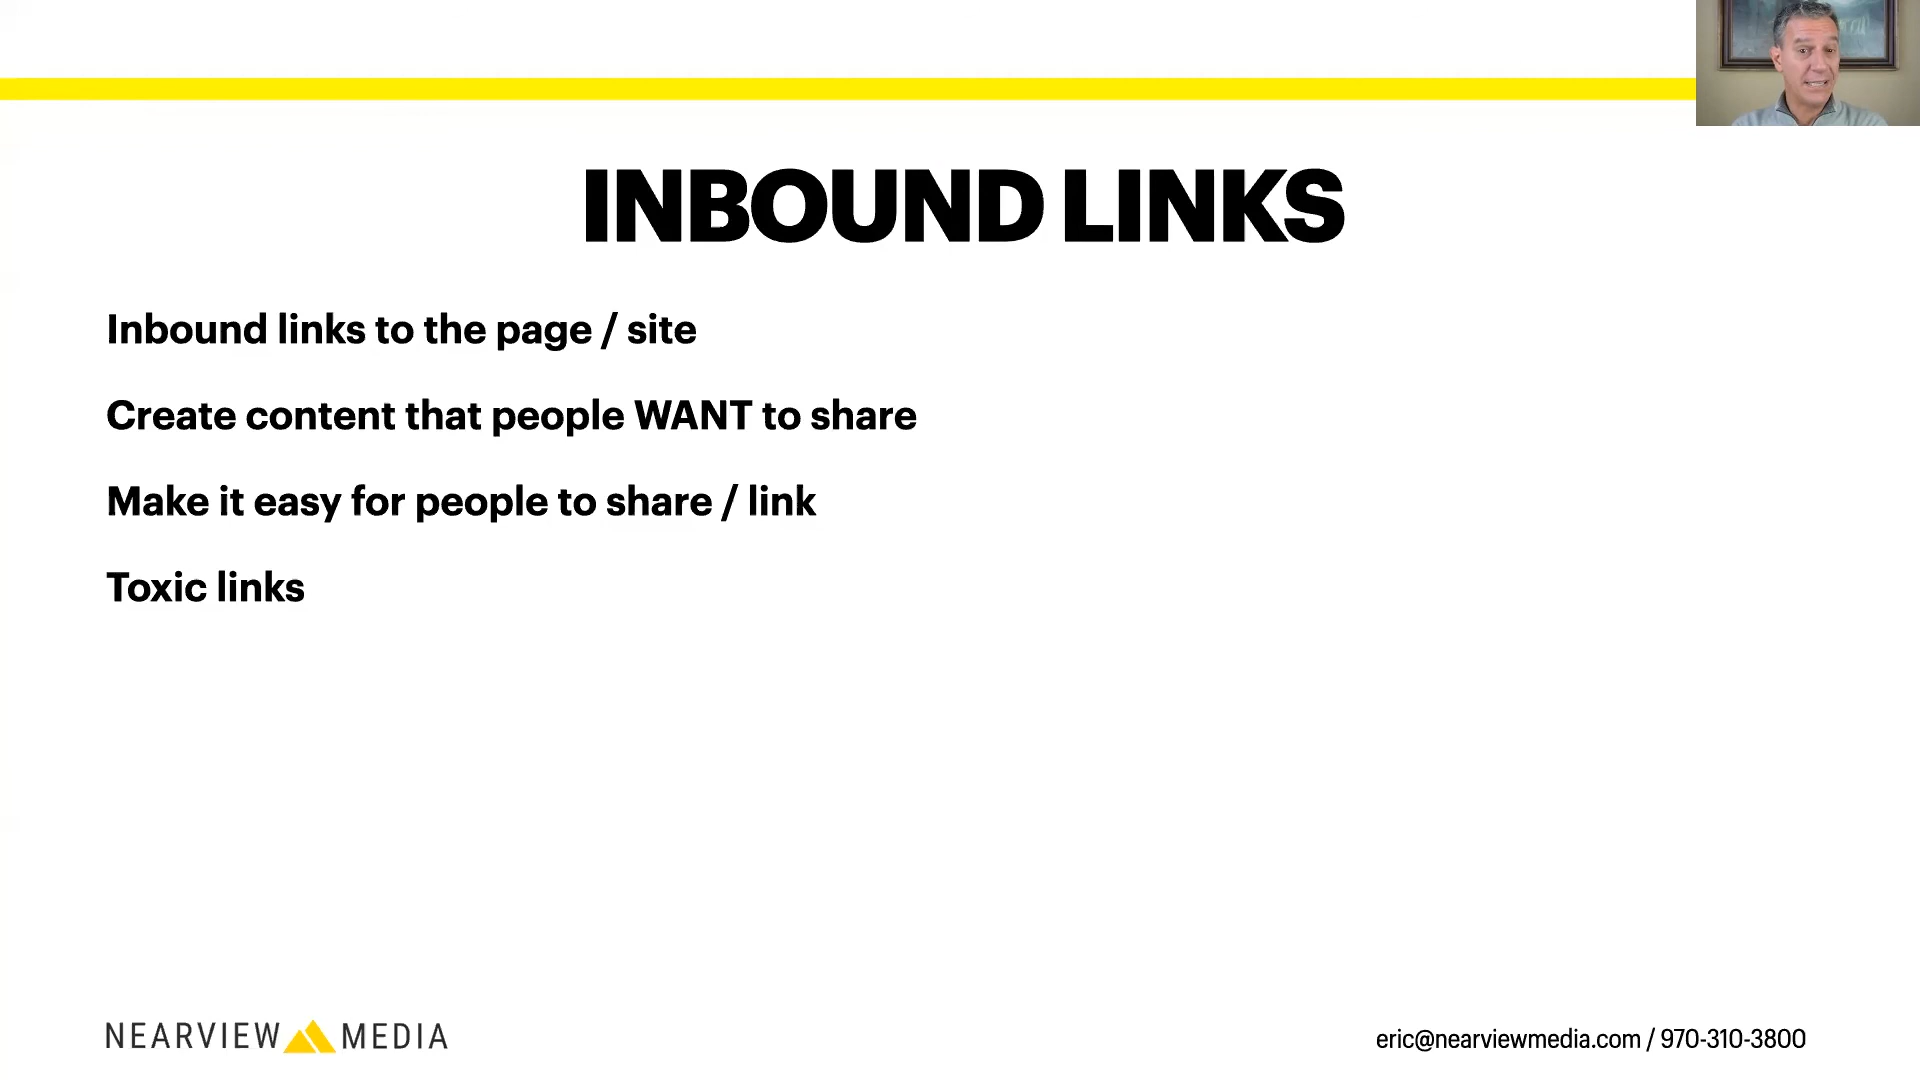 INBOUND LINKS
Inbound links to the page / site
Create content that people WANT to share
Make it easy for people to share / link
Toxic links
NEARVIEW MEDIA
eric@nearviewmedia.com / 970-310-3800